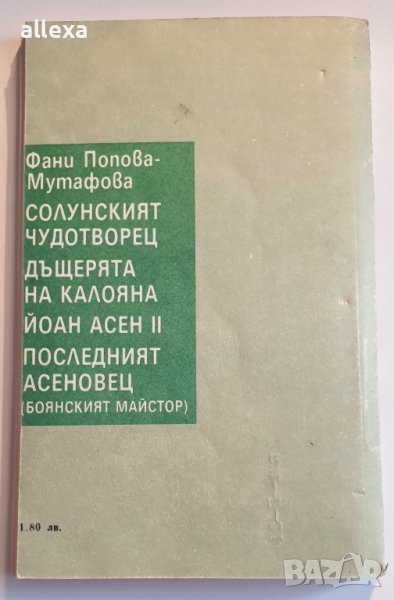 allexa
Фани Попова-
Мутафова
СОЛУНСКИЯТ
ЧУДОТВОРЕЦ
ДЪЩЕРЯТА
НА КАЛОЯНА
ЙОАН АСЕН II
ПОСЛЕДНИЯТ
АСЕНОВЕЦ
(БОЯНСКИЯТ МАЙСТОР)
1.80 лв.
BAZAR